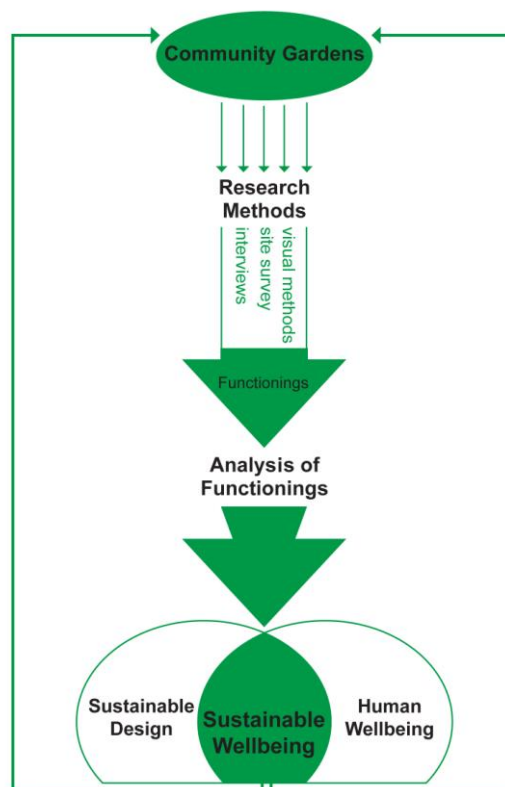 Community Gardens
Research
Methods
interviews
site survey
visual methods
Functionings
Analysis of
Functionings
Sustainable
Design
Sustainable
Wellbeing
Human
Wellbeing